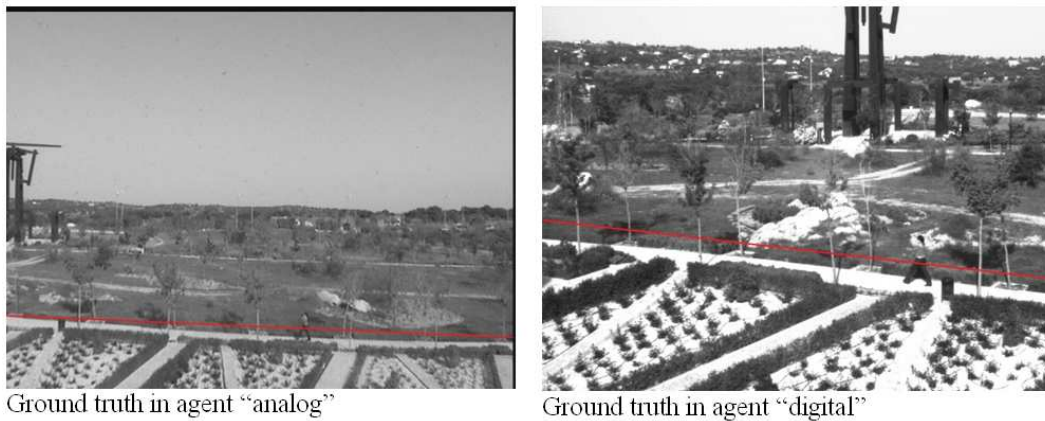 Ground truth in agent “analog”
Ground truth in agent “digital”